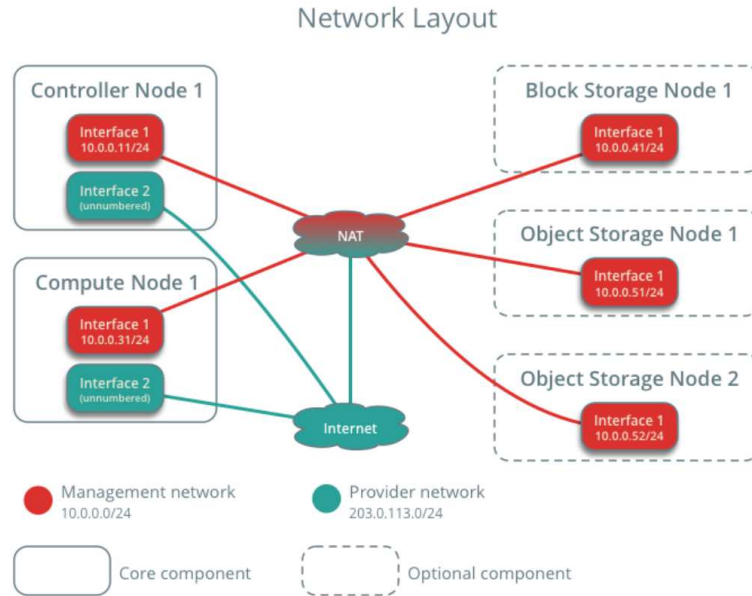 Network Layout
Controller Node 1
Interface 1
10.0.0.11/24
Interface 2
(unnumbered)
Compute Node 1
Interface 1
10.0.0.31/24
Interface 2
(unnumbered)
NAT
Internet
Block Storage Node 1
Interface 1
10.0.0.41/24
Object Storage Node 1
Interface 1
10.0.0.51/24
Object Storage Node 2
Interface 1
10.0.0.52/24
Management network
10.0.0.0/24
Provider network
203.0.113.0/24
Core component
Optional component